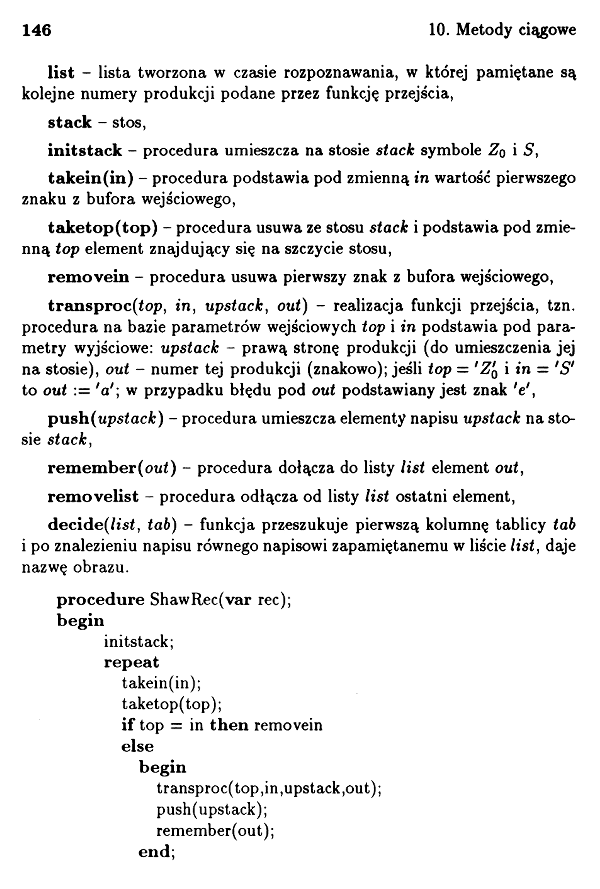 146 10. Metody ciągowe
list – lista tworzona w czasie rozpoznawania, w której pamiętane są
kolejne numery produkcji podane przez funkcję przejścia,
stack – stos,
initstack – procedura umieszcza na stosie stack symbole Z₀ i S,
takein(in) – procedura podstawia pod zmienną in wartość pierwszego
znaku z bufora wejściowego,
taketop(top) – procedura usuwa ze stosu stack i podstawia pod zmie-
nną top element znajdujący się na szczycie stosu,
removein – procedura usuwa pierwszy znak z bufora wejściowego,
transproc(top, in, upstack, out) – realizacja funkcji przejścia, tzn.
procedura na bazie parametrów wejściowych top i in podstawia pod para-
metry wyjściowe: upstack – prawą stronę produkcji (do umieszczenia jej
na stosie), out – numer tej produkcji (znakowo); jeśli top = 'Z₀' i in = 'S'
to out := 'a'; w przypadku błędu pod out podstawiany jest znak 'e',
push(upstack) – procedura umieszcza elementy napisu upstack na sto-
sie stack,
remember(out) – procedura dołącza do listy list element out,
removelist – procedura odłącza od listy list ostatni element,
decide(list, tab) – funkcja przeszukuje pierwszą kolumnę tablicy tab
i po znalezieniu napisu równego napisowi zapamiętanemu w liście list, daje
nazwę obrazu.
procedure ShawRec(var rec);
begin
initstack;
repeat
takein(in);
taketop(top);
if top = in then removein
else
begin
transproc(top,in,upstack,out);
push(upstack);
remember(out);
end;